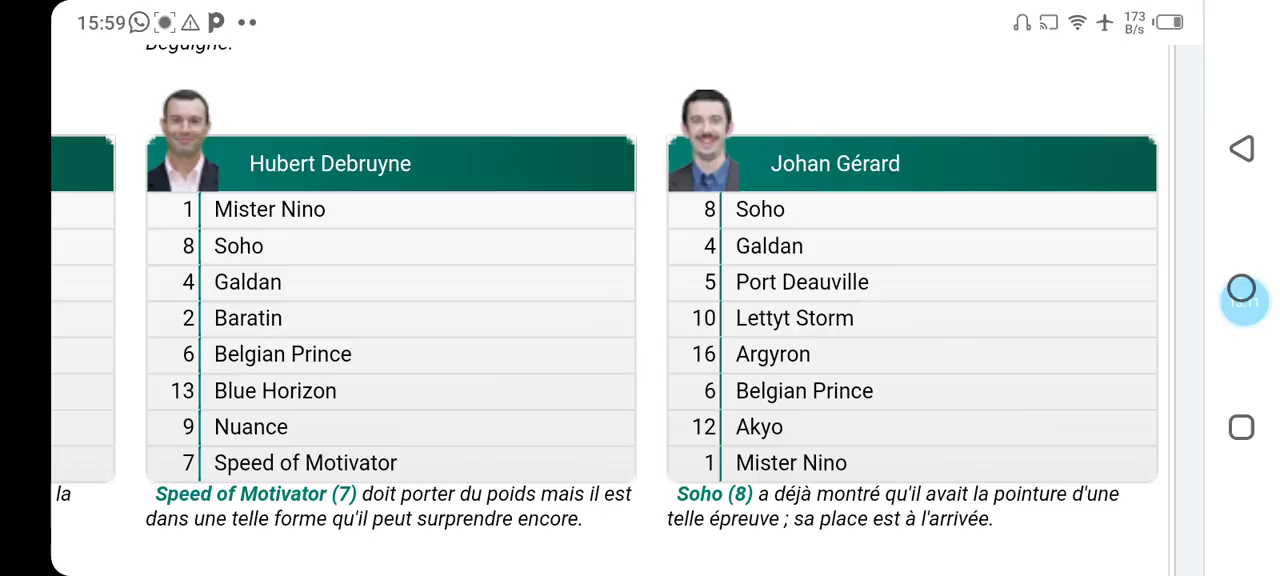 15:59
173
B/s
Deguigne.
Hubert Debruyne
1 Mister Nino
8 Soho
4 Galdan
2 Baratin
6 Belgian Prince
13 Blue Horizon
9 Nuance
7 Speed of Motivator
Speed of Motivator (7) doit porter du poids mais il est
dans une telle forme qu'il peut surprendre encore.
Johan Gérard
8 Soho
4 Galdan
5 Port Deauville
10 Lettyt Storm
16 Argyron
6 Belgian Prince
12 Akyo
1 Mister Nino
Soho (8) a déjà montré qu'il avait la pointure d'une
telle épreuve ; sa place est à l'arrivée.
la